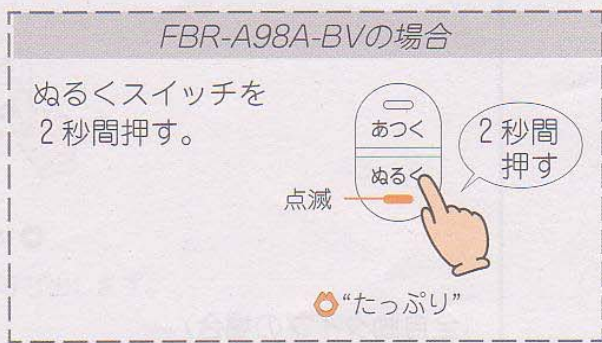 FBR-A98A-BVの場合
ぬるくスイッチを
2秒間押す。
あつく
ぬるく
2秒間
押す
点滅
“たっぷり”